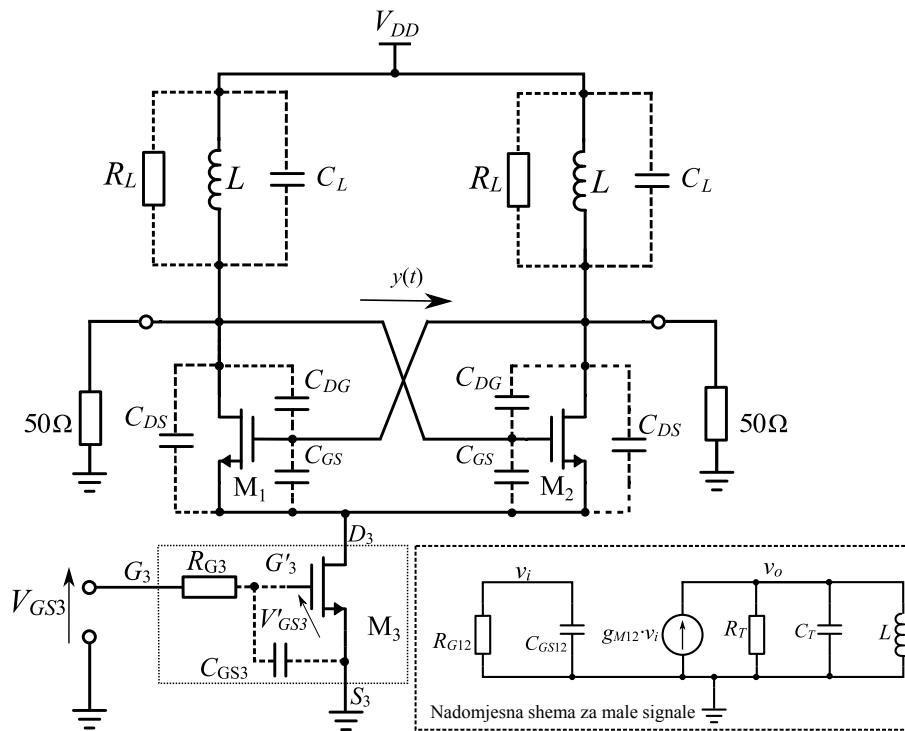 V_DD
R_L L C_L R_L L C_L
y(t)
C_DG C_DG
50Ω C_DS C_GS C_GS C_DS 50Ω
M_1 M_2
D_3
G_3 R_G3 G'_3
V_GS3 V'_GS3 M_3
C_GS3
S_3
v_i v_o
R_G12 C_GS12 g_M12·v_i R_T C_T L
Nadomjesna shema za male signale